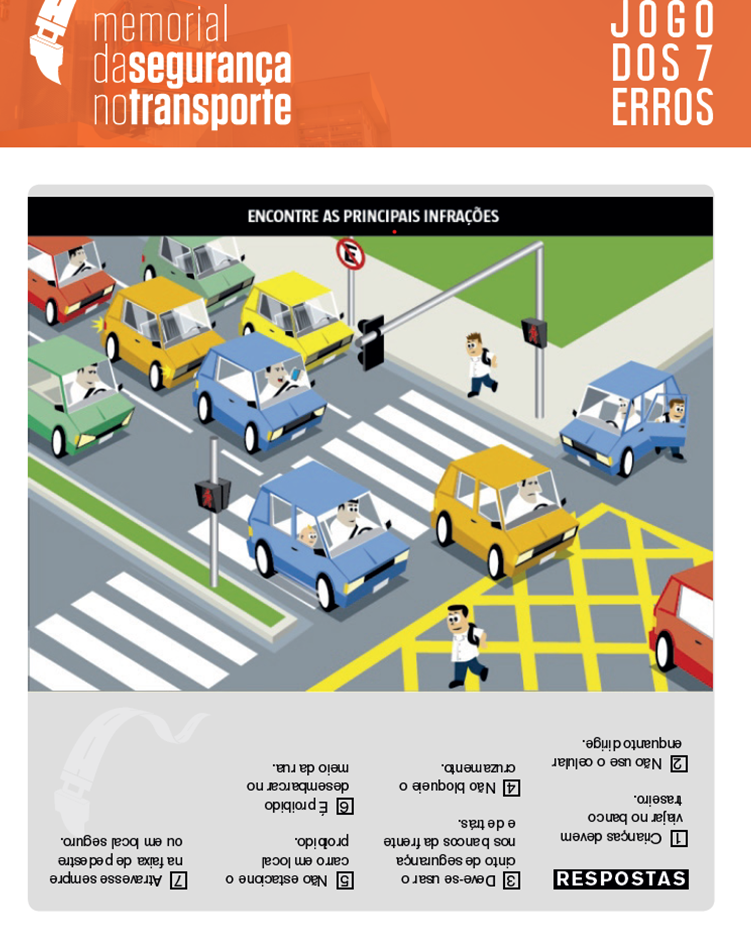 memorial
dasegurança
notransporte
JOGO
DOS 7
ERROS
ENCONTRE AS PRINCIPAIS INFRAÇÕES
E
RESPOSTAS
1 Crianças devem
viajar no banco
traseiro.
2 Não use o celular
enquanto dirige.
3 Deve-se usar o
cinto de segurança
nos bancos da frente
e de trás.
4 Não bloqueie o
cruzamento.
5 Não estacione o
carro em local
proibido.
6 É proibido
desembarcar no
meio da rua.
7 Atravesse sempre
na faixa de pedestre
ou em local seguro.